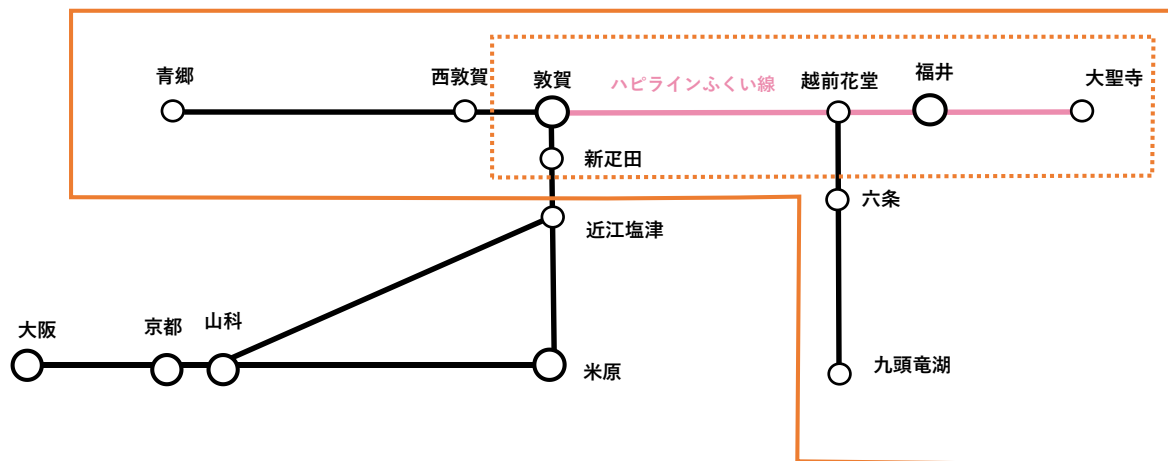 青郷
西敦賀
敦賀
ハピラインふくい線
越前花堂
福井
大聖寺
新疋田
六条
近江塩津
大阪
京都
山科
米原
九頭竜湖